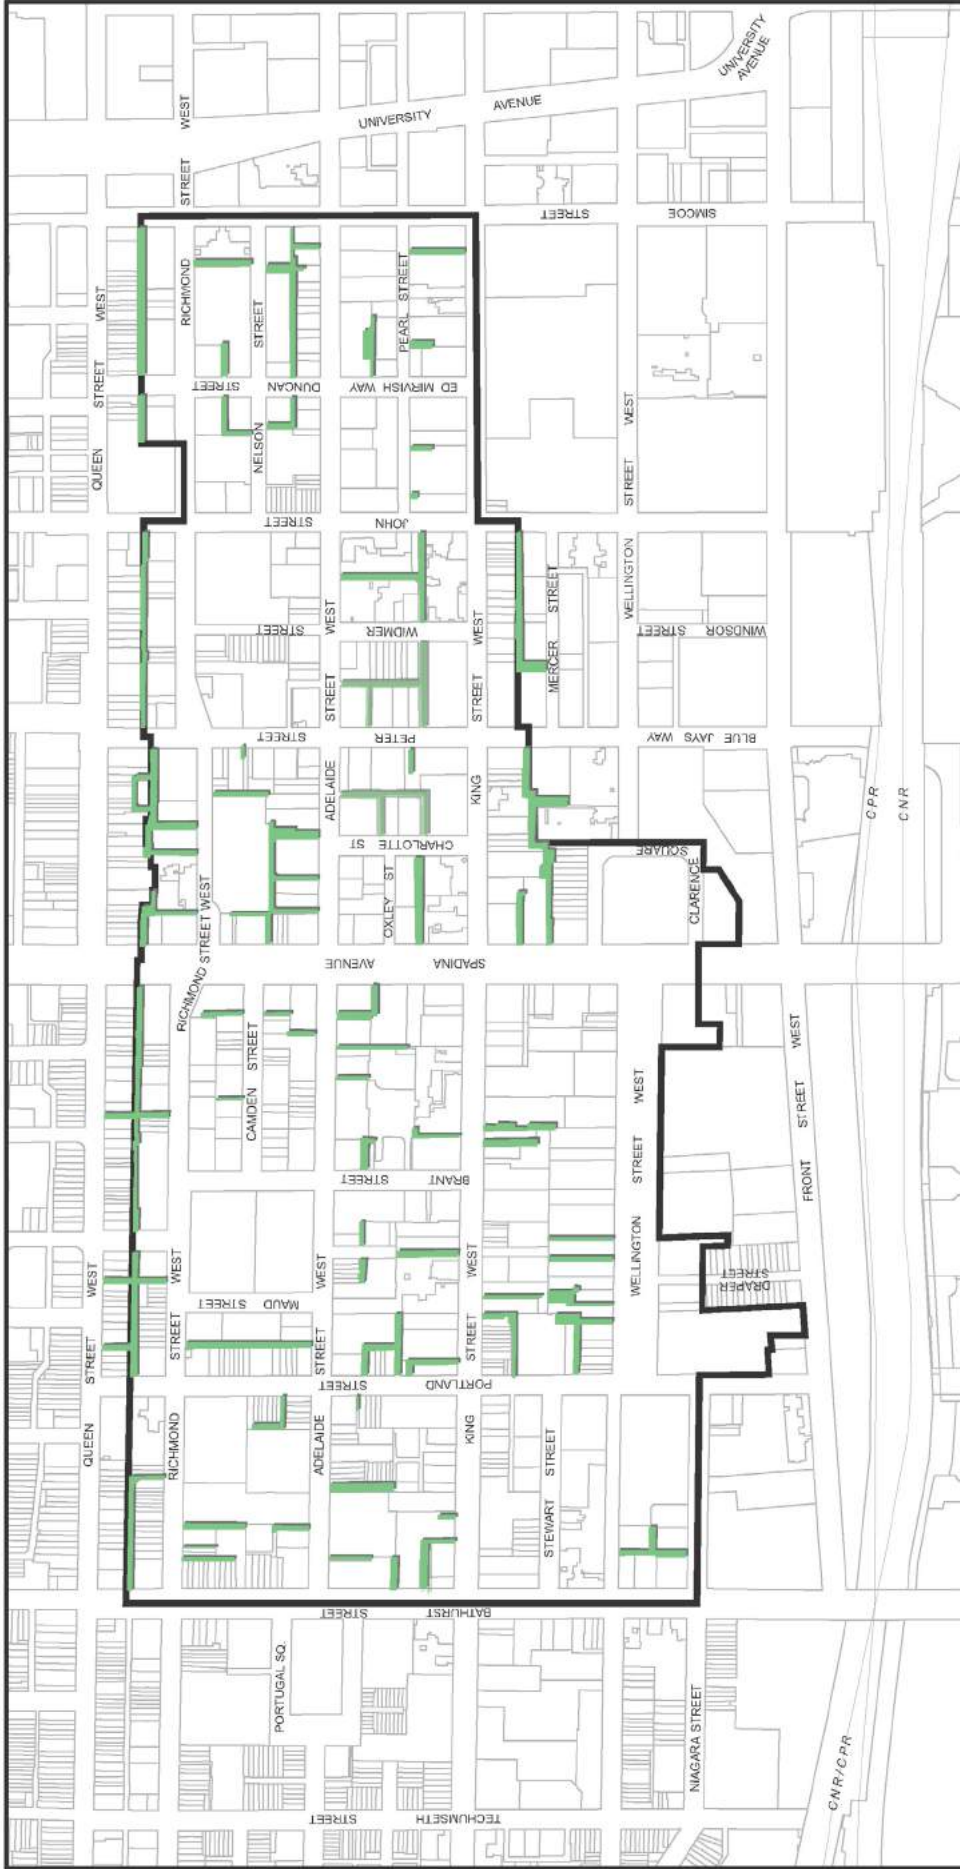 UNIVERSITY
AVENUE
WEST
STREET
AVENUE
UNIVERSITY
SIMCOE
STREET
RICHMOND
WEST
STREET
QUEEN
STREET
PEARL STREET
STREET
DUNCAN
ED MIRVISH WAY
NELSON
WEST
STREET
STREET
JOHN
WELLINGTON
MERCER STREET
WEST
STREET
WIDMER
WEST
STREET
WINDSOR STREET
STREET
STREET
PETER
BLUE JAYS WAY
ADELAIDE
KING
CPR
CNR
CHARLOTTE ST
OXLEY ST
CLARENCE
SQUARE
RICHMOND STREET WEST
SPADINA
AVENUE
CAMDEN STREET
WEST
STREET
FRONT
WEST
STREET
WELLINGTON
BRANT
STREET
WEST
STREET
QUEEN
WEST
STREET
RICHMOND
MAUD STREET
WEST
STREET
ADELAIDE
WEST
STREET
KING
DRAPER
STREET
PORTLAND
STREET
STEWART STREET
BATHURST
STREET
PORTUGAL SQ.
NIAGARA STREET
CNR/CPR
TECHUMSETH
STREET